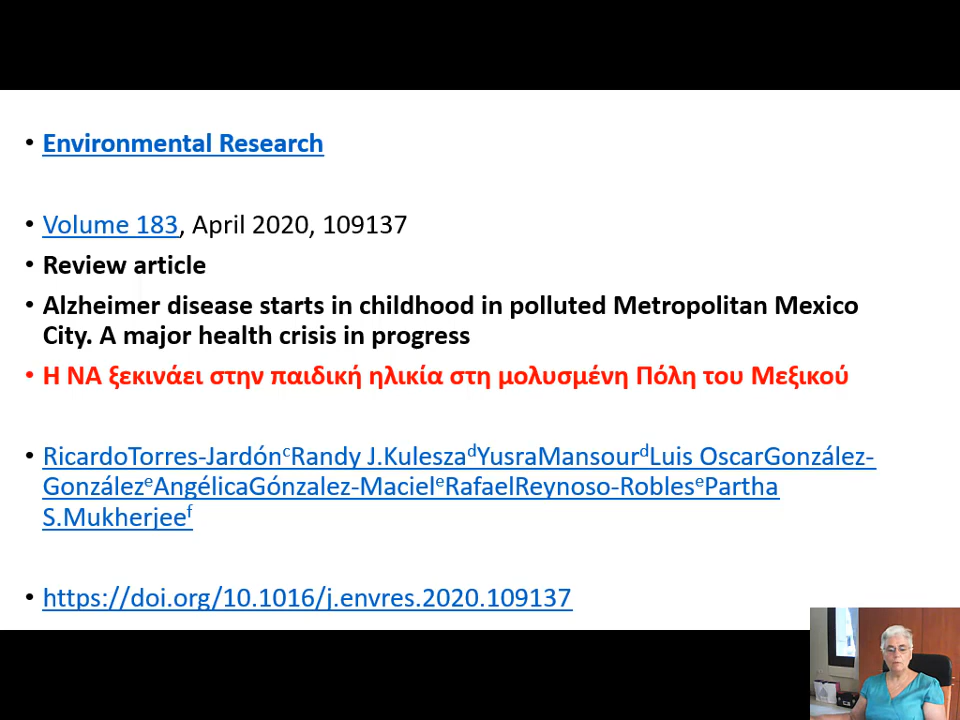 • Environmental Research
• Volume 183, April 2020, 109137
• Review article
• Alzheimer disease starts in childhood in polluted Metropolitan Mexico
City. A major health crisis in progress
• Η ΝΑ ξεκινάει στην παιδική ηλικία στη μολυσμένη Πόλη του Μεξικού
• RicardoTorres-JardónᶜRandy J.KuleszaᵈYusraMansourᵈLuis OscarGonzález-
GonzálezᵉAngélicaGónzalez-MacielᵉRafaelReynoso-RoblesᵉPartha
S.Mukherjeeᶠ
• https://doi.org/10.1016/j.envres.2020.109137